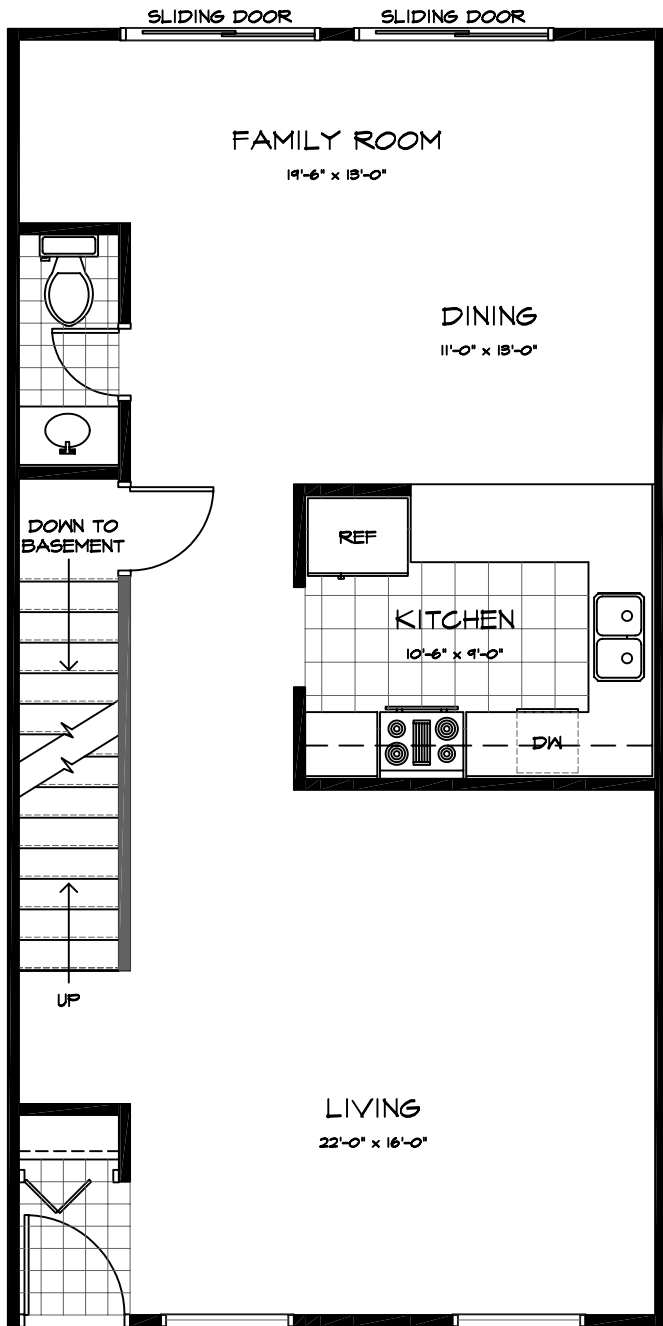 SLIDING DOOR
SLIDING DOOR
FAMILY ROOM
19'-6" x 13'-0"
DINING
11'-0" x 13'-0"
DOWN TO
BASEMENT
REF
KITCHEN
10'-6" x 9'-0"
DW
UP
LIVING
22'-0" x 16'-0"